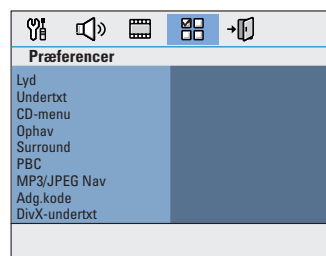 Præferencer
Lyd
Undertxt
CD-menu
Ophav
Surround
PBC
MP3/JPEG Nav
Adg.kode
DivX-undertxt